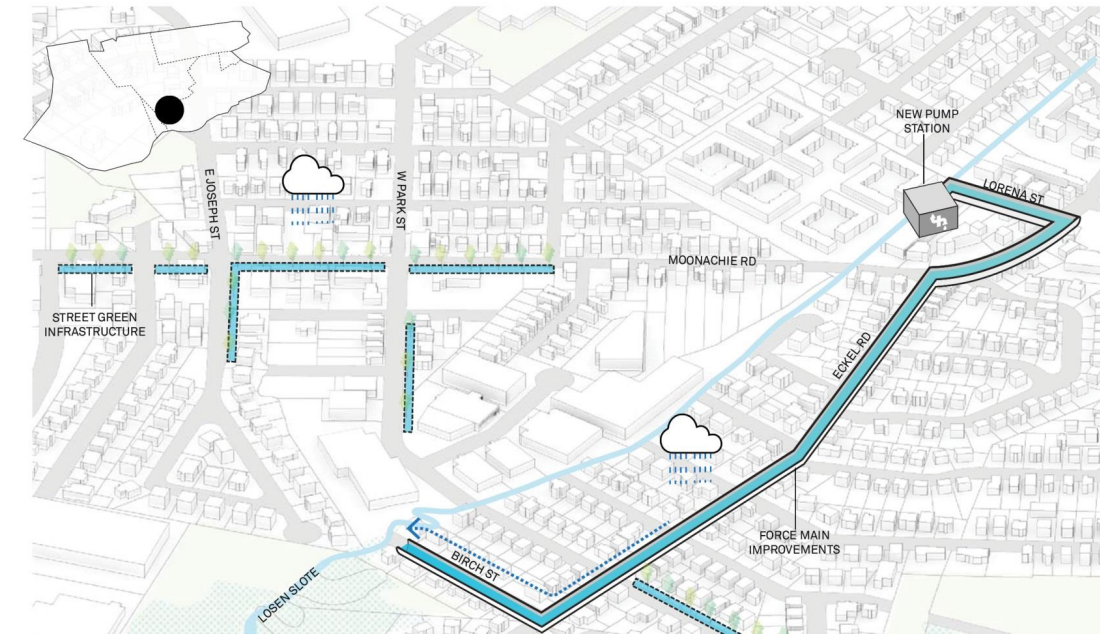 NEW PUMP
STATION
LORENA ST
E JOSEPH ST
W PARK ST
MOONACHIE RD
STREET GREEN
INFRASTRUCTURE
ECKEL RD
FORCE MAIN
IMPROVEMENTS
BIRCH ST
LOSEN SLOTE